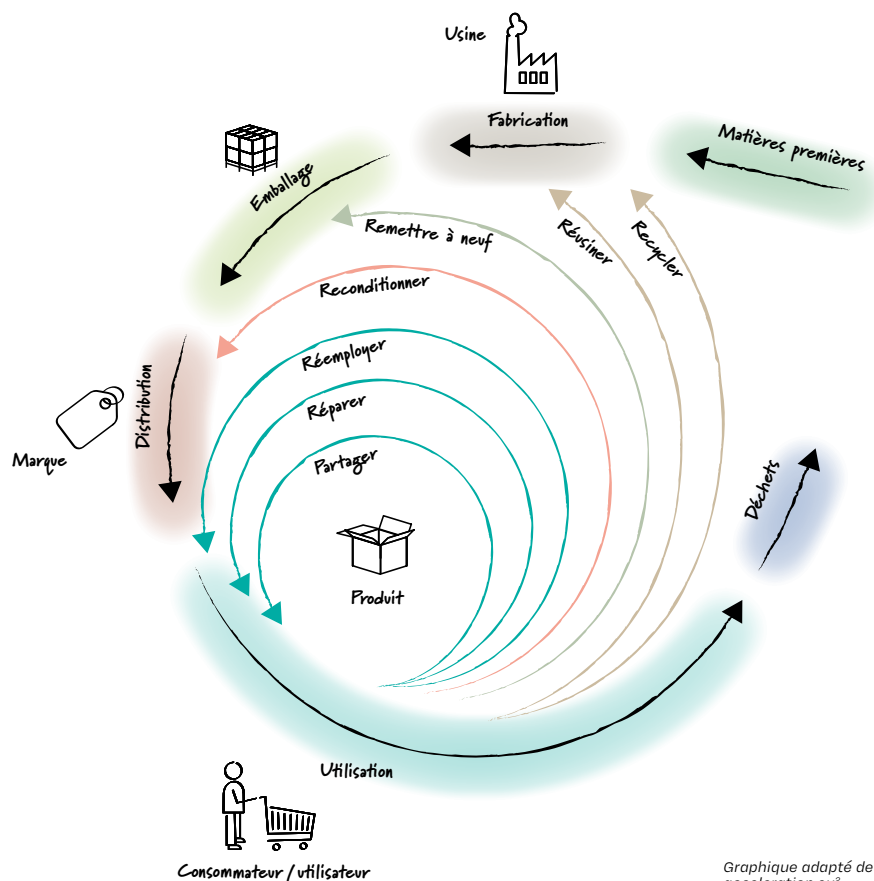 Usine
Fabrication
Matières premières
Emballage
Remettre à neuf
Réusiner
Recycler
Reconditionner
Réemployer
Réparer
Partager
Distribution
Marque
Déchets
Produit
Utilisation
Consommateur / utilisateur
Graphique adapté de